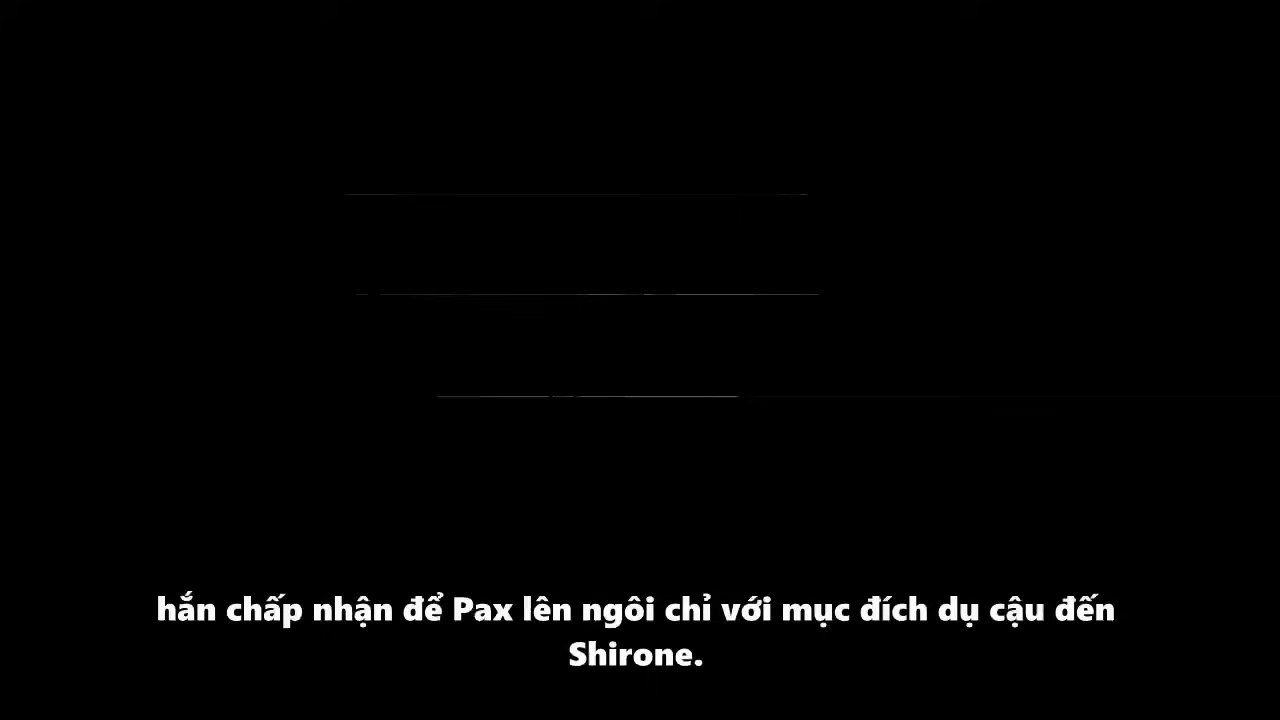 hắn chấp nhận để Pax lên ngôi chỉ với mục đích dụ cậu đến
Shirone.